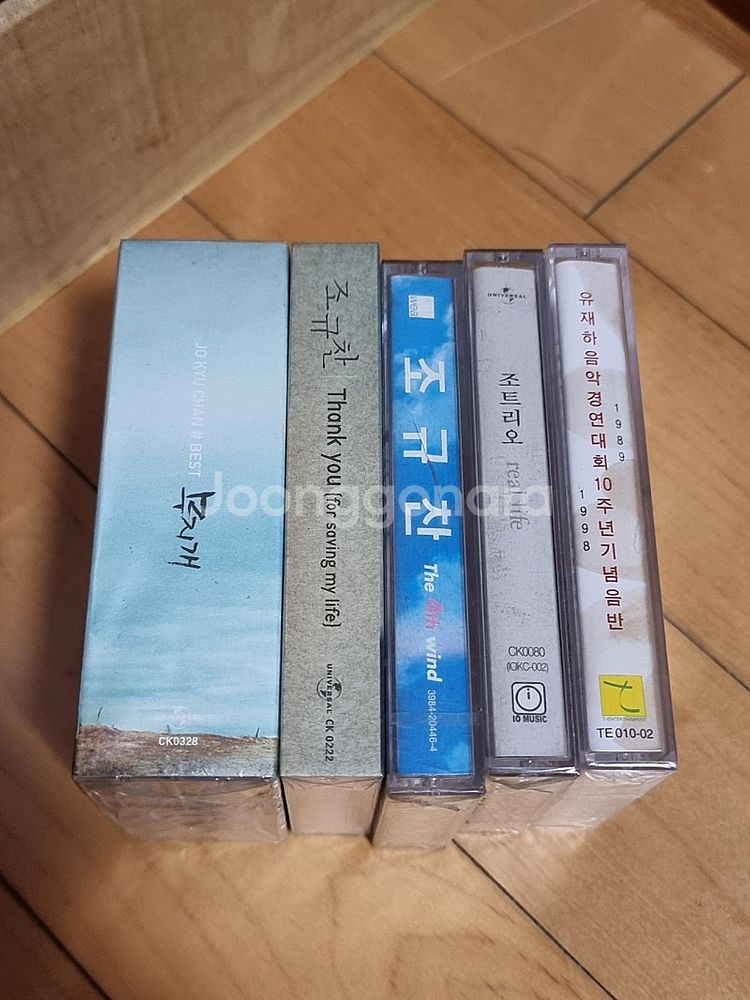 JO KYU CHAN # BEST
무지개
CK0328
조규찬 Thank you (for saving my life)
UNIVERSAL
CK 0222
wea
조규찬 The 4th wind
3984-20446-4
UNIVERSAL
조트리오 real life
CK0080
(IOKC-002)
IO MUSIC
유재하음악경연대회10주년기념음반
1989
1998
TE 010-02
Joonggonara